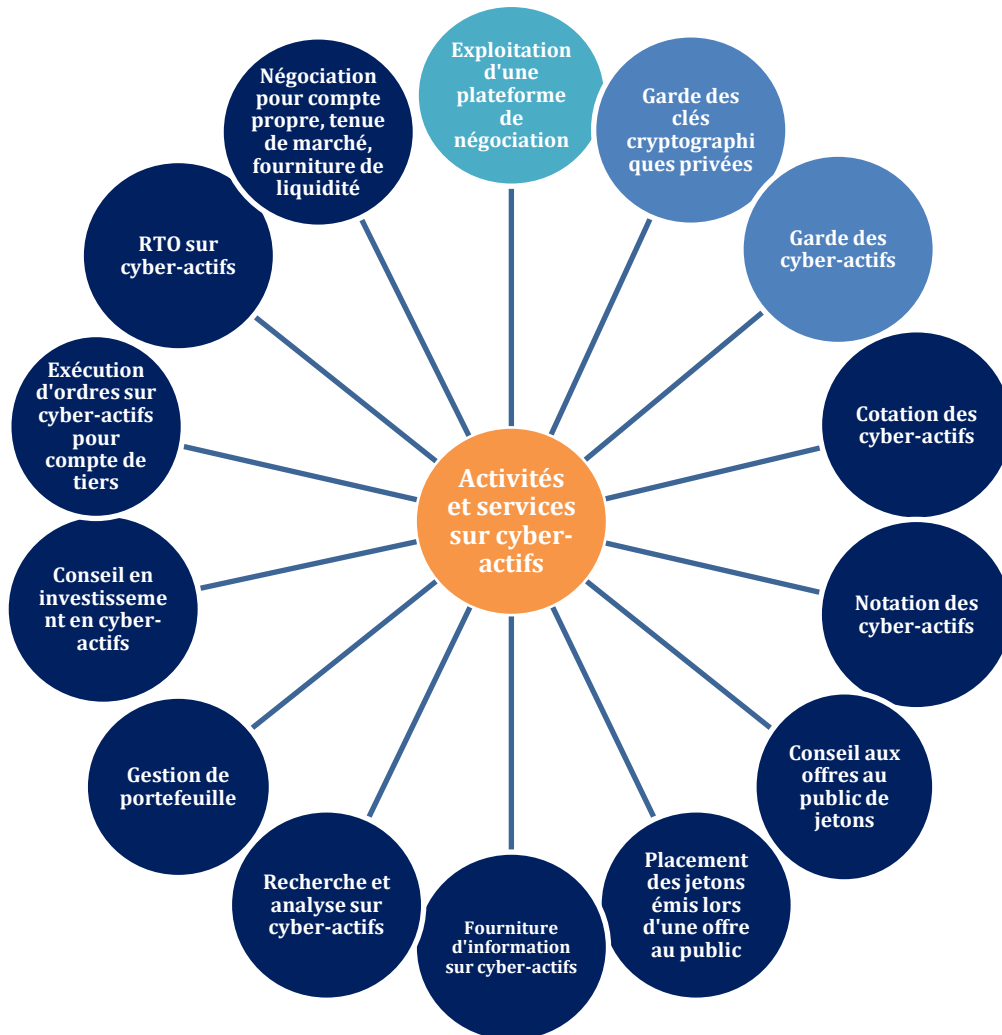 Exploitation
d'une
plateforme
de
négociation
Garde des
clés
cryptographi
ques privées
Garde des
cyber-actifs
Cotation des
cyber-actifs
Notation des
cyber-actifs
Conseil aux
offres au
public de
jetons
Placement
des jetons
émis lors
d'une offre
au public
Fourniture
d'information
sur cyber-actifs
Recherche et
analyse sur
cyber-actifs
Gestion de
portefeuille
Conseil en
investisseme
nt en cyber-
actifs
Exécution
d'ordres sur
cyber-actifs
pour
compte de
tiers
RTO sur
cyber-actifs
Négociation
pour compte
propre, tenue
de marché,
fourniture de
liquidité
Activités
et services
sur cyber-
actifs